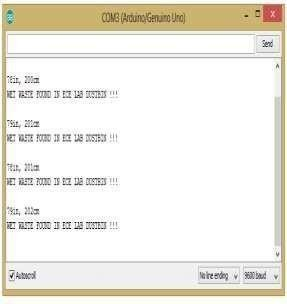 COM3 (Arduino/Genuino Uno)
Send
78in, 200cm
WET WASTE FOUND IN ECE LAB DUSTBIN !!!
79in, 201cm
WET WASTE FOUND IN ECE LAB DUSTBIN !!!
78in, 201cm
WET WASTE FOUND IN ECE LAB DUSTBIN !!!
79in, 202cm
WET WASTE FOUND IN ECE LAB DUSTBIN !!!
Autoscroll
No line ending
9600 baud